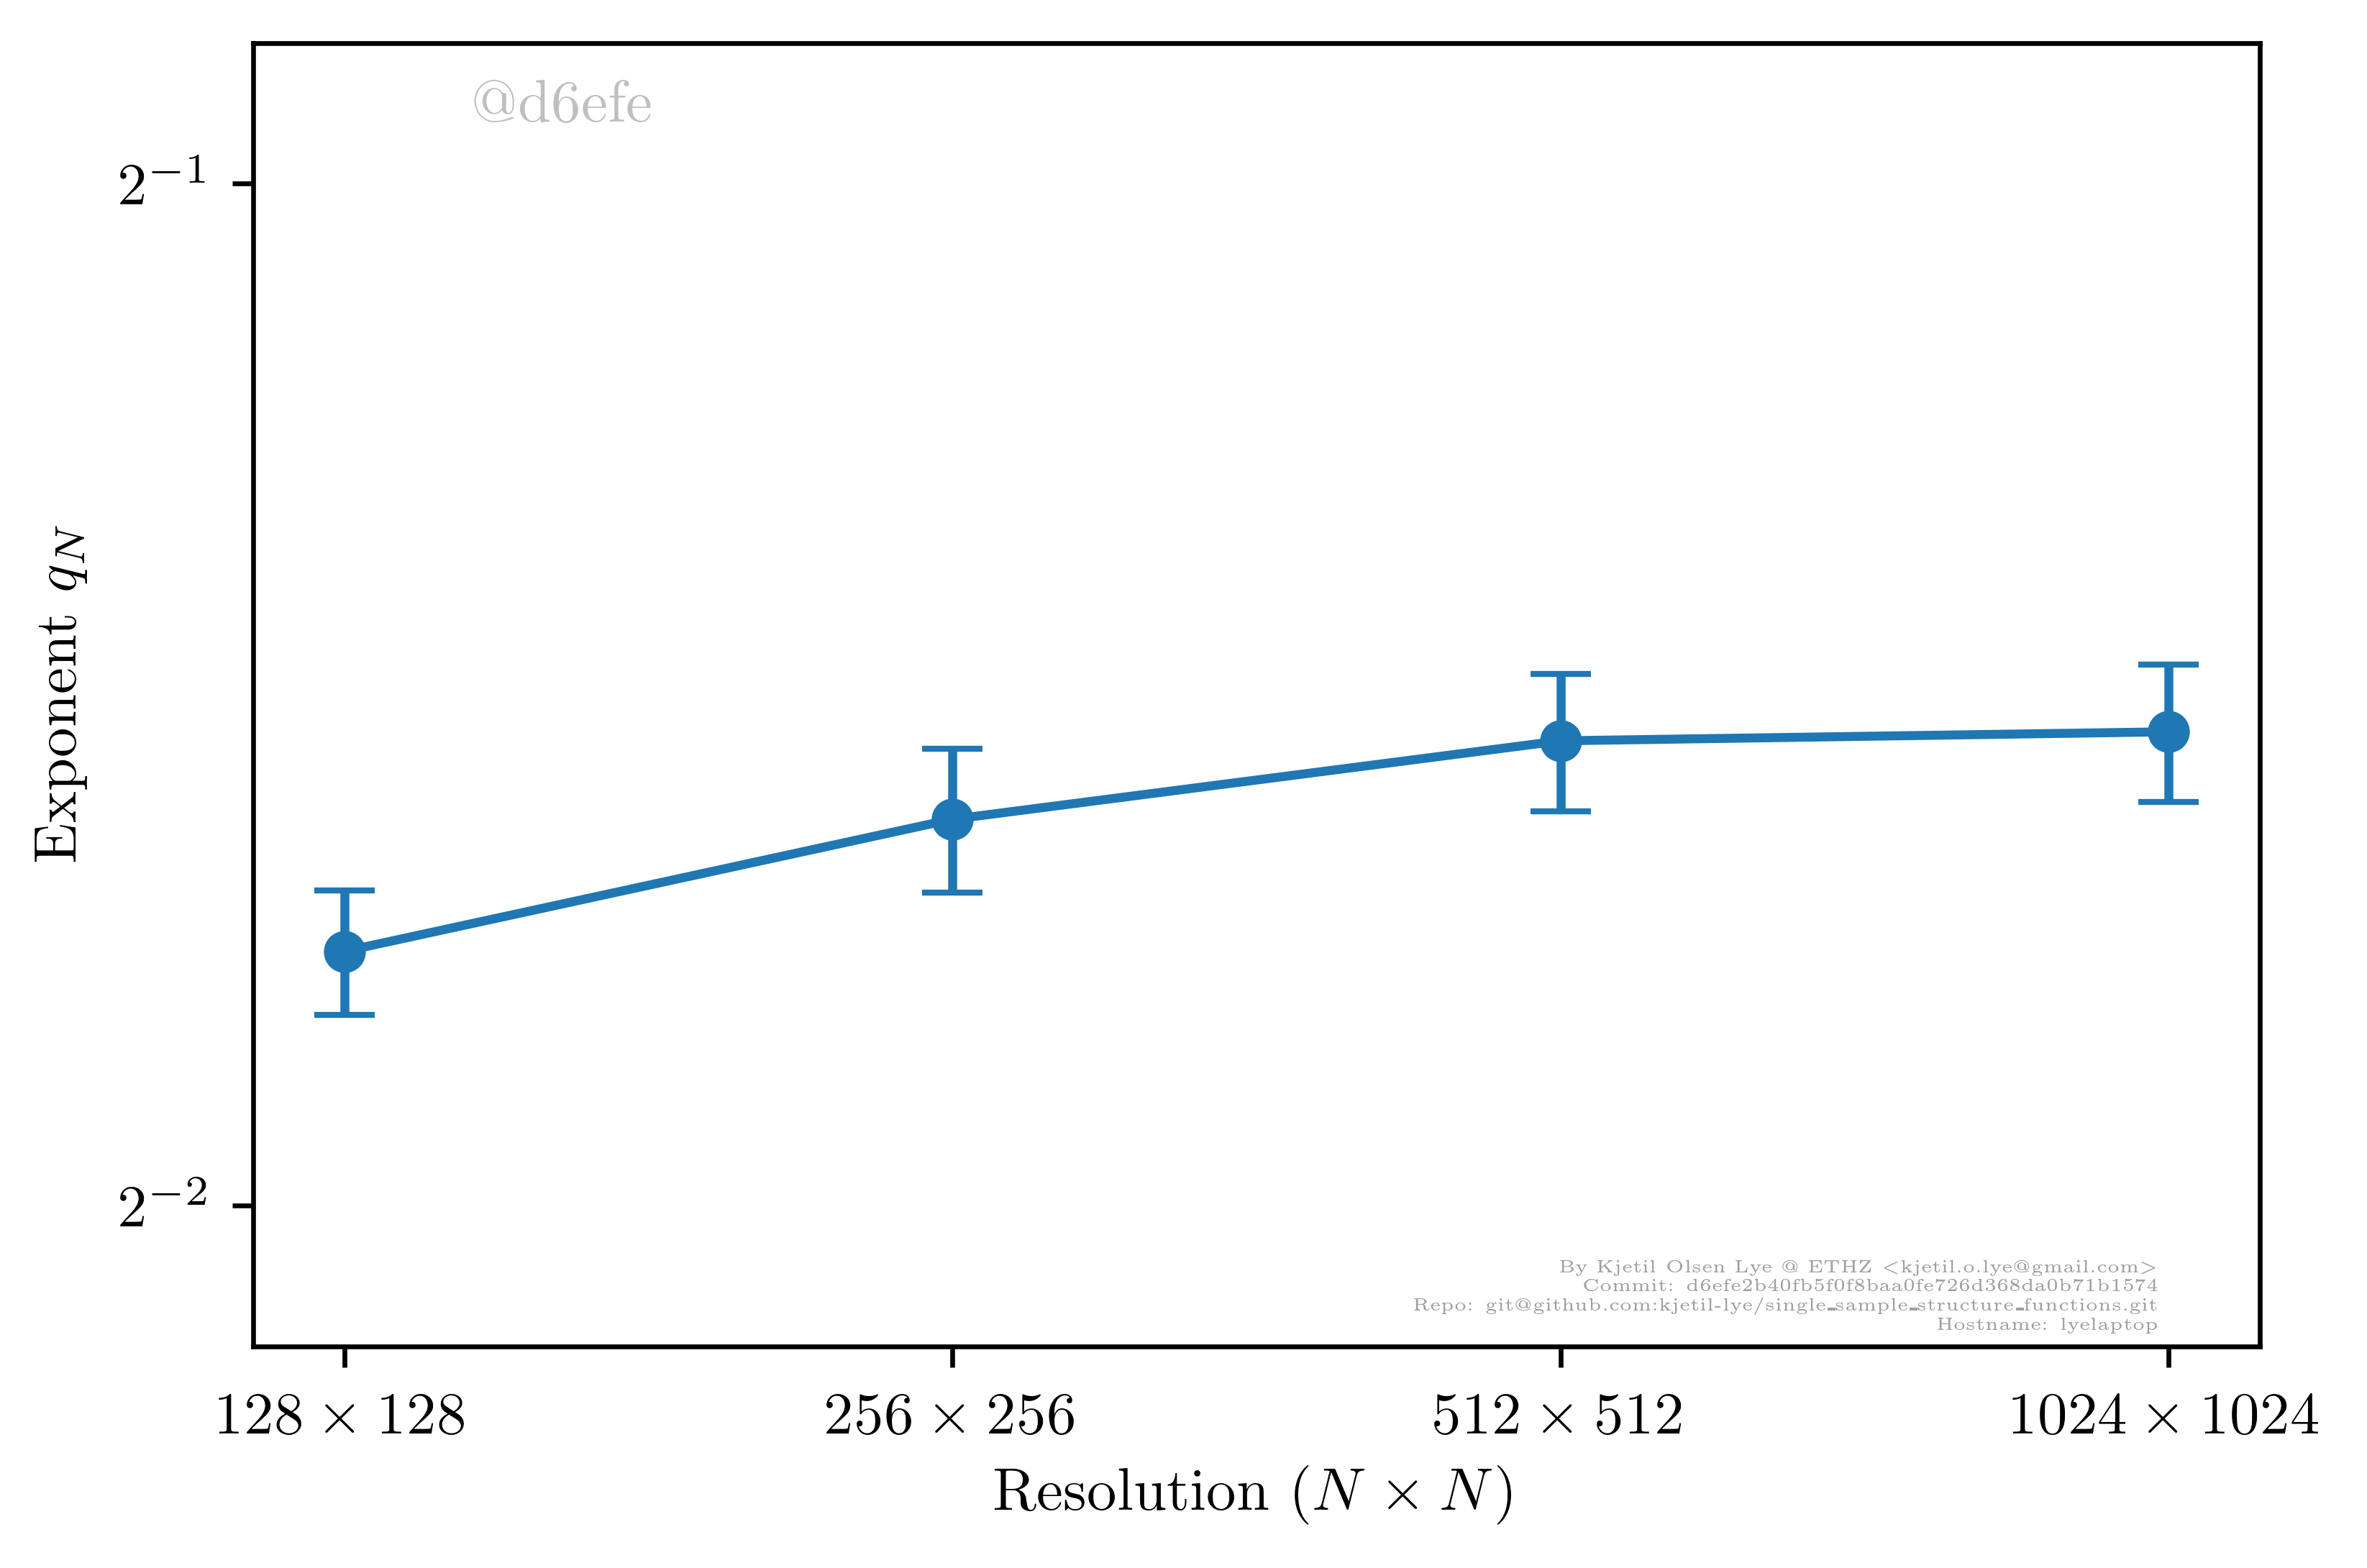 @d6efe
2⁻¹
Exponent q_N
2⁻²
By Kjetil Olsen Lye @ ETHZ <kjetil.o.lye@gmail.com>
Commit: d6efe2b40fb5f0f8baa0fe726d368da0b71b1574
Repo: git@github.com:kjetil-lye/single_sample_structure_functions.git
Hostname: lyelaptop
128 × 128 256 × 256 512 × 512 1024 × 1024
Resolution (N × N)